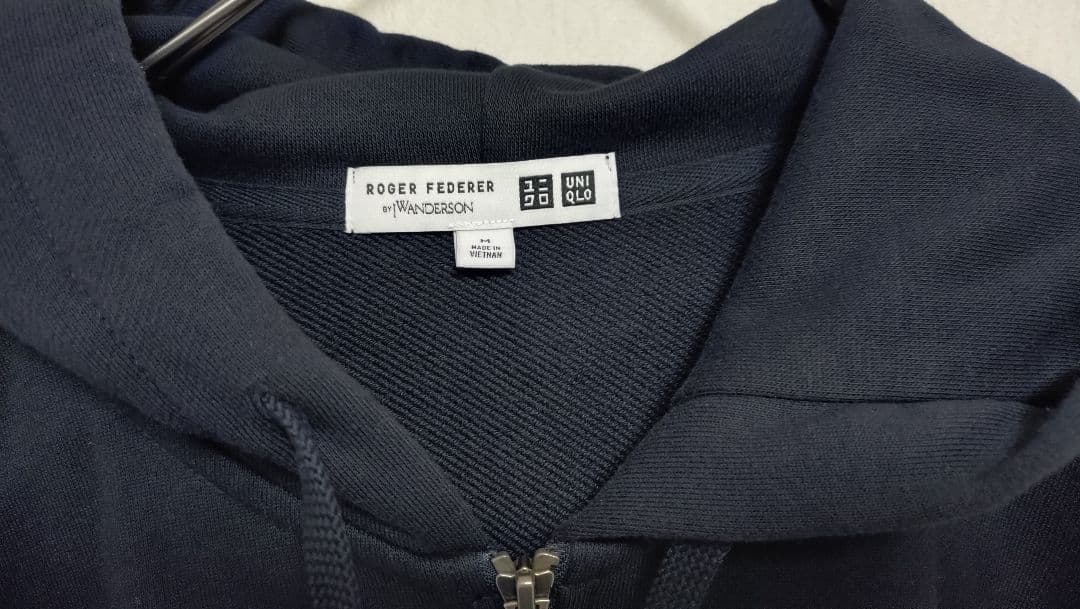 ROGER FEDERER
BY JWANDERSON
ユニ
クロ
UNI
QLO
M
MADE IN
VIETNAM